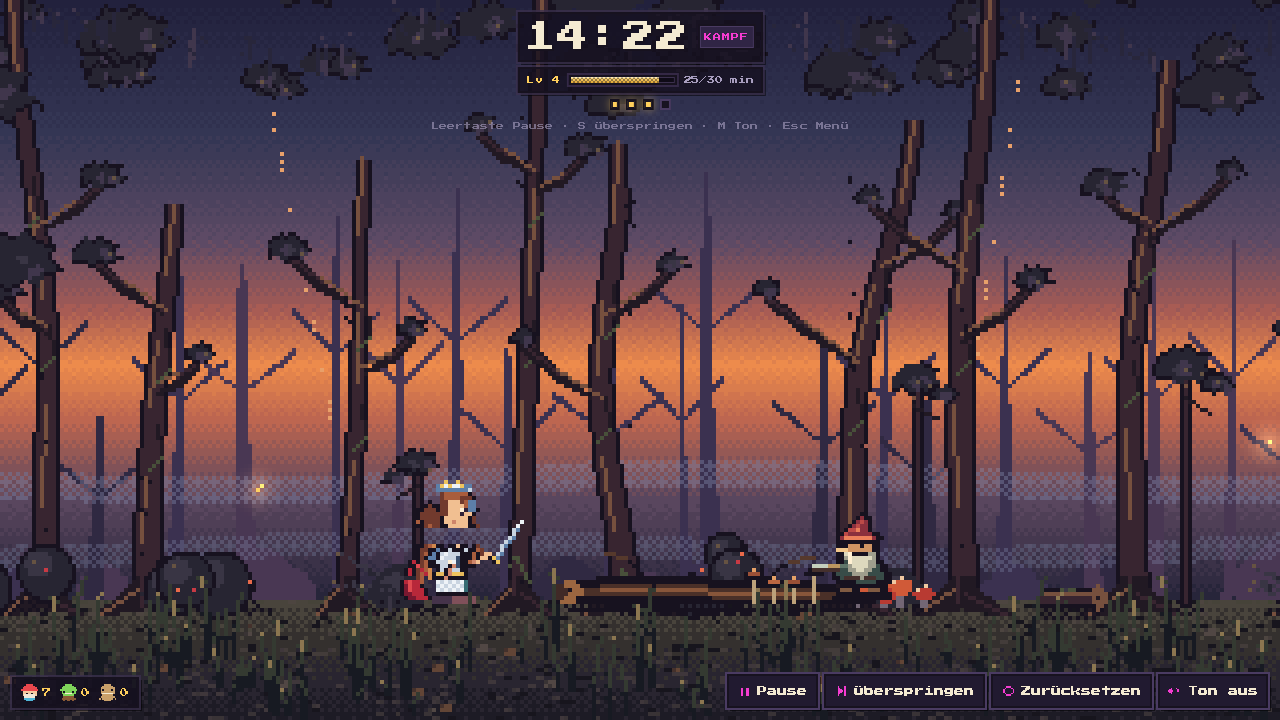 14:22 KAMPF
Lv 4 25/30 min
Leertaste Pause · S überspringen · M Ton · Esc Menü
7 0 0
Pause überspringen Zurücksetzen Ton aus